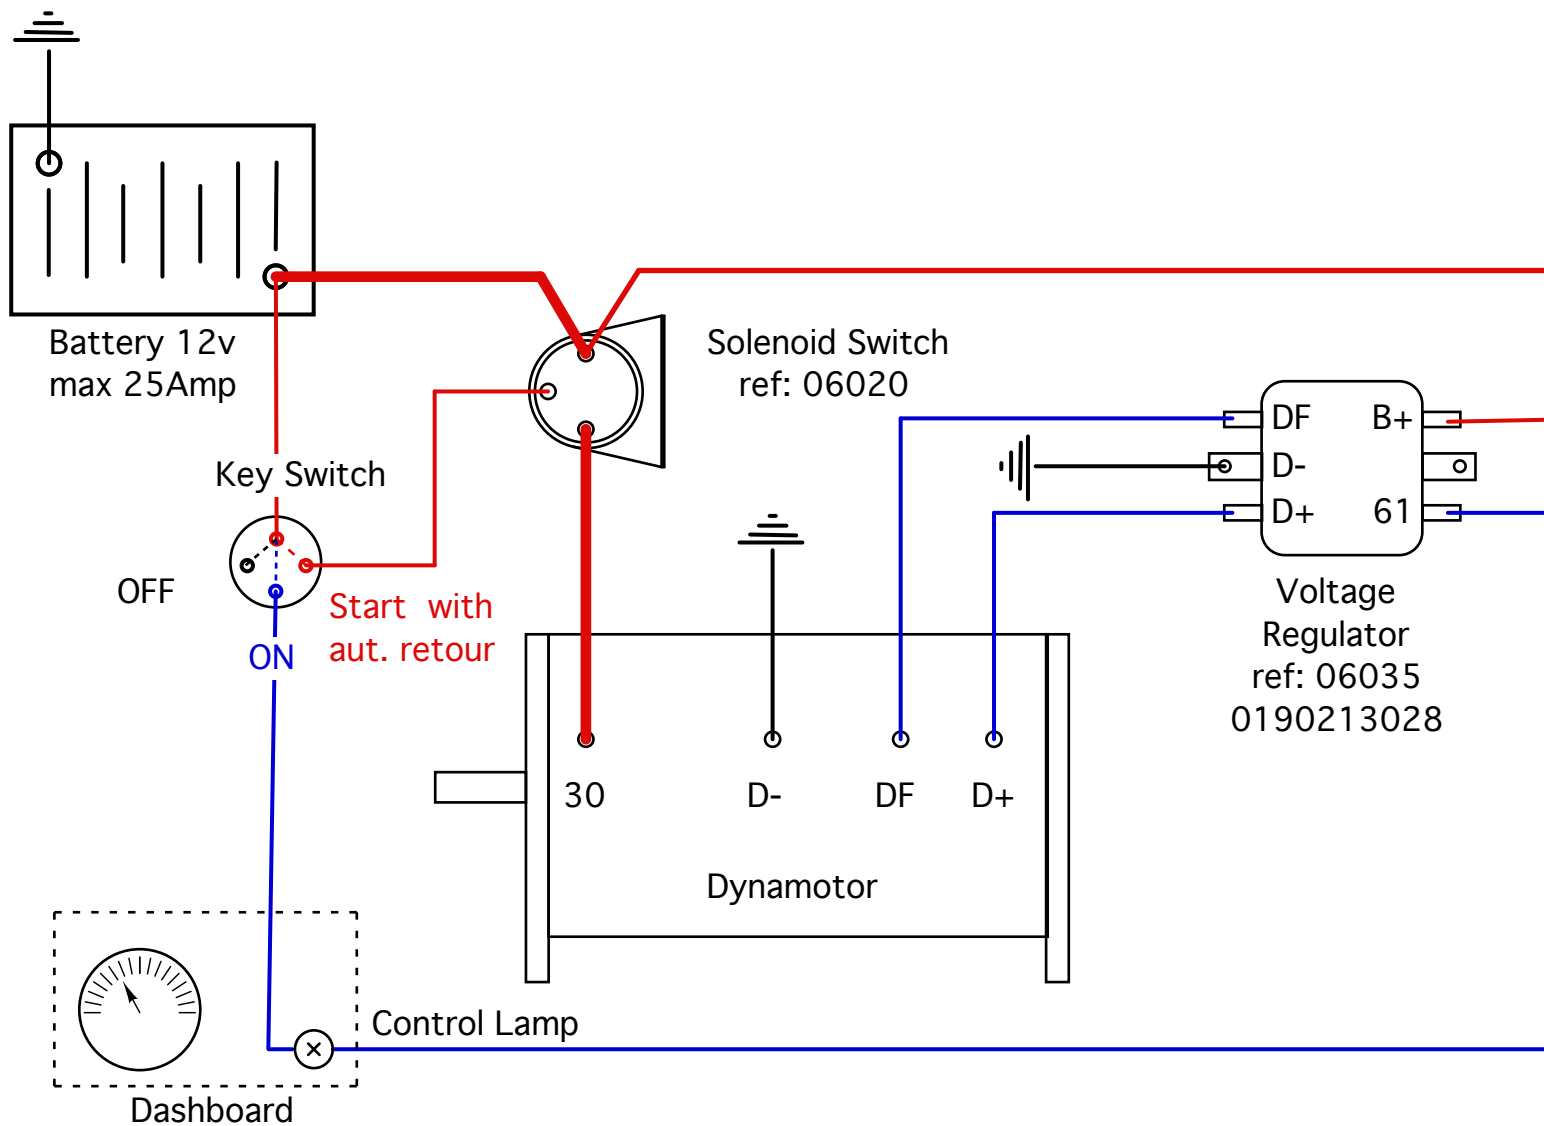 Battery 12v
max 25Amp
Solenoid Switch
ref: 06020
Key Switch
OFF
Start with
aut. retour
ON
DF
B+
D-
D+
61
Voltage
Regulator
ref: 06035
0190213028
30
D-
DF
D+
Dynamotor
Control Lamp
Dashboard